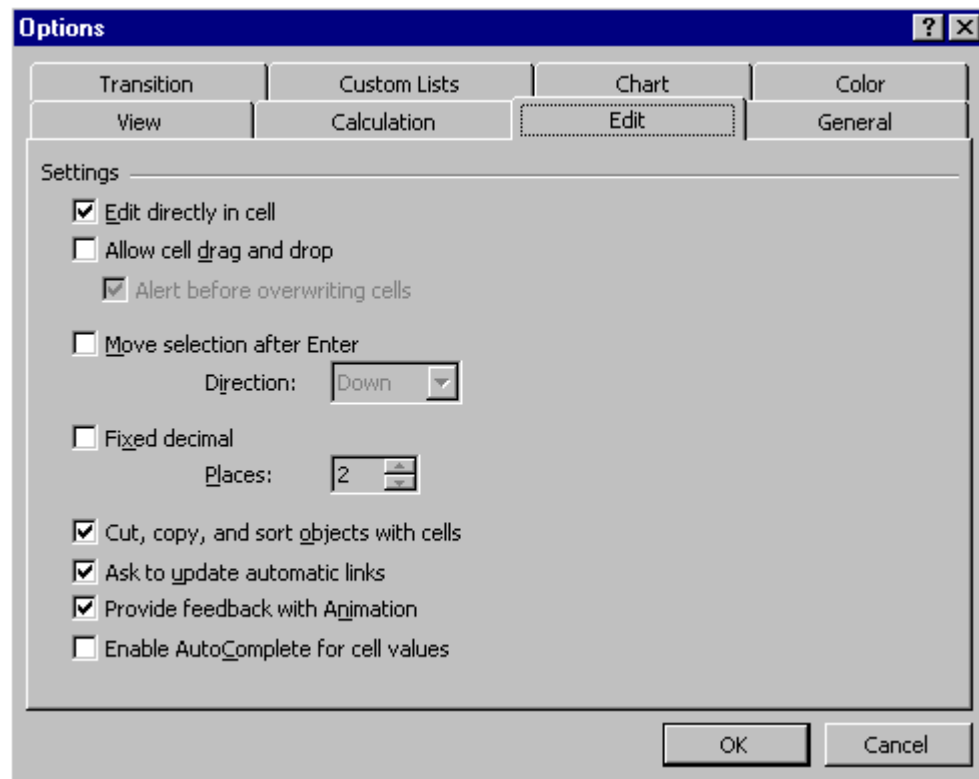 Options
Transition Custom Lists Chart Color
View Calculation Edit General
Settings
Edit directly in cell
Allow cell drag and drop
Alert before overwriting cells
Move selection after Enter
Direction: Down
Fixed decimal
Places: 2
Cut, copy, and sort objects with cells
Ask to update automatic links
Provide feedback with Animation
Enable AutoComplete for cell values
OK Cancel